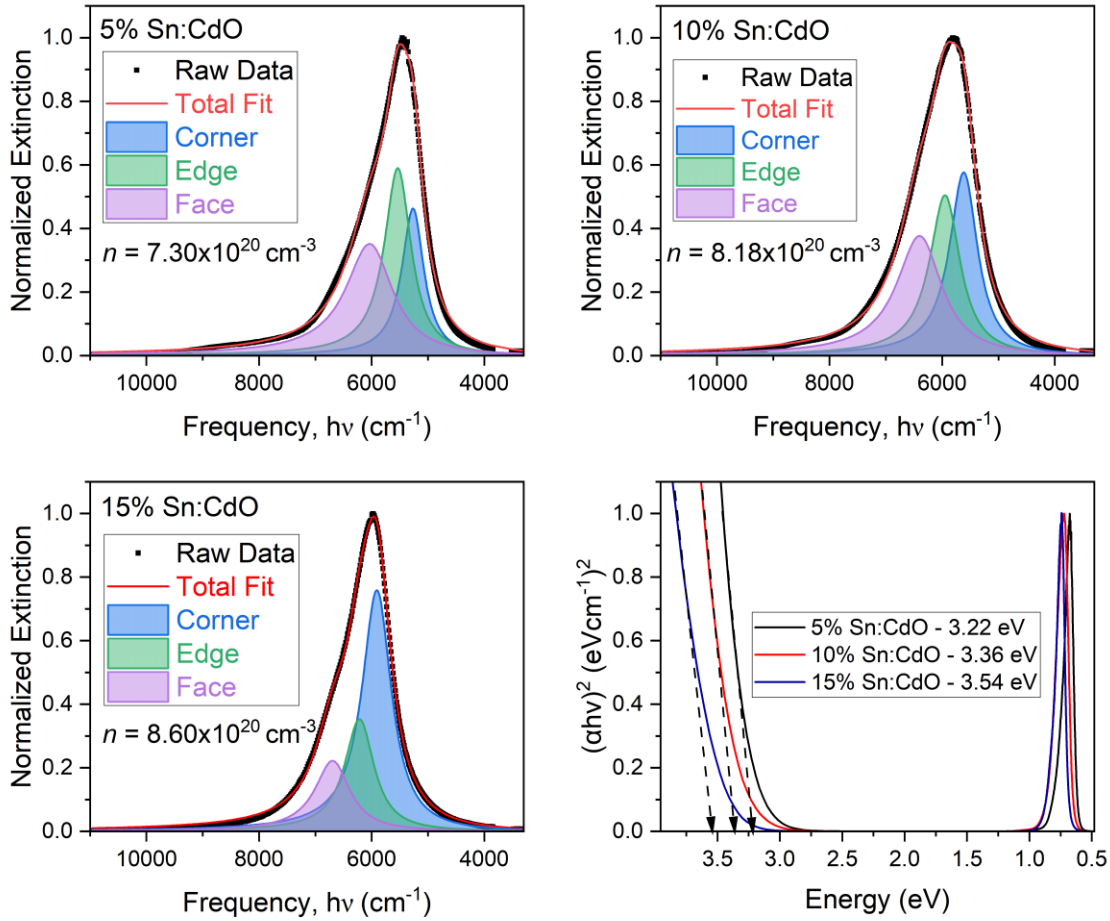 5% Sn:CdO
Raw Data
Total Fit
Corner
Edge
Face
n = 7.30x10²⁰ cm⁻³
Normalized Extinction
1.0
0.8
0.6
0.4
0.2
0.0
10000 8000 6000 4000
Frequency, hν (cm⁻¹)
10% Sn:CdO
Raw Data
Total Fit
Corner
Edge
Face
n = 8.18x10²⁰ cm⁻³
Normalized Extinction
1.0
0.8
0.6
0.4
0.2
0.0
10000 8000 6000 4000
Frequency, hν (cm⁻¹)
15% Sn:CdO
Raw Data
Total Fit
Corner
Edge
Face
n = 8.60x10²⁰ cm⁻³
Normalized Extinction
1.0
0.8
0.6
0.4
0.2
0.0
10000 8000 6000 4000
Frequency, hν (cm⁻¹)
(αhν)² (eVcm⁻¹)²
1.0
0.8
0.6
0.4
0.2
0.0
5% Sn:CdO - 3.22 eV
10% Sn:CdO - 3.36 eV
15% Sn:CdO - 3.54 eV
3.5 3.0 2.5 2.0 1.5 1.0 0.5
Energy (eV)